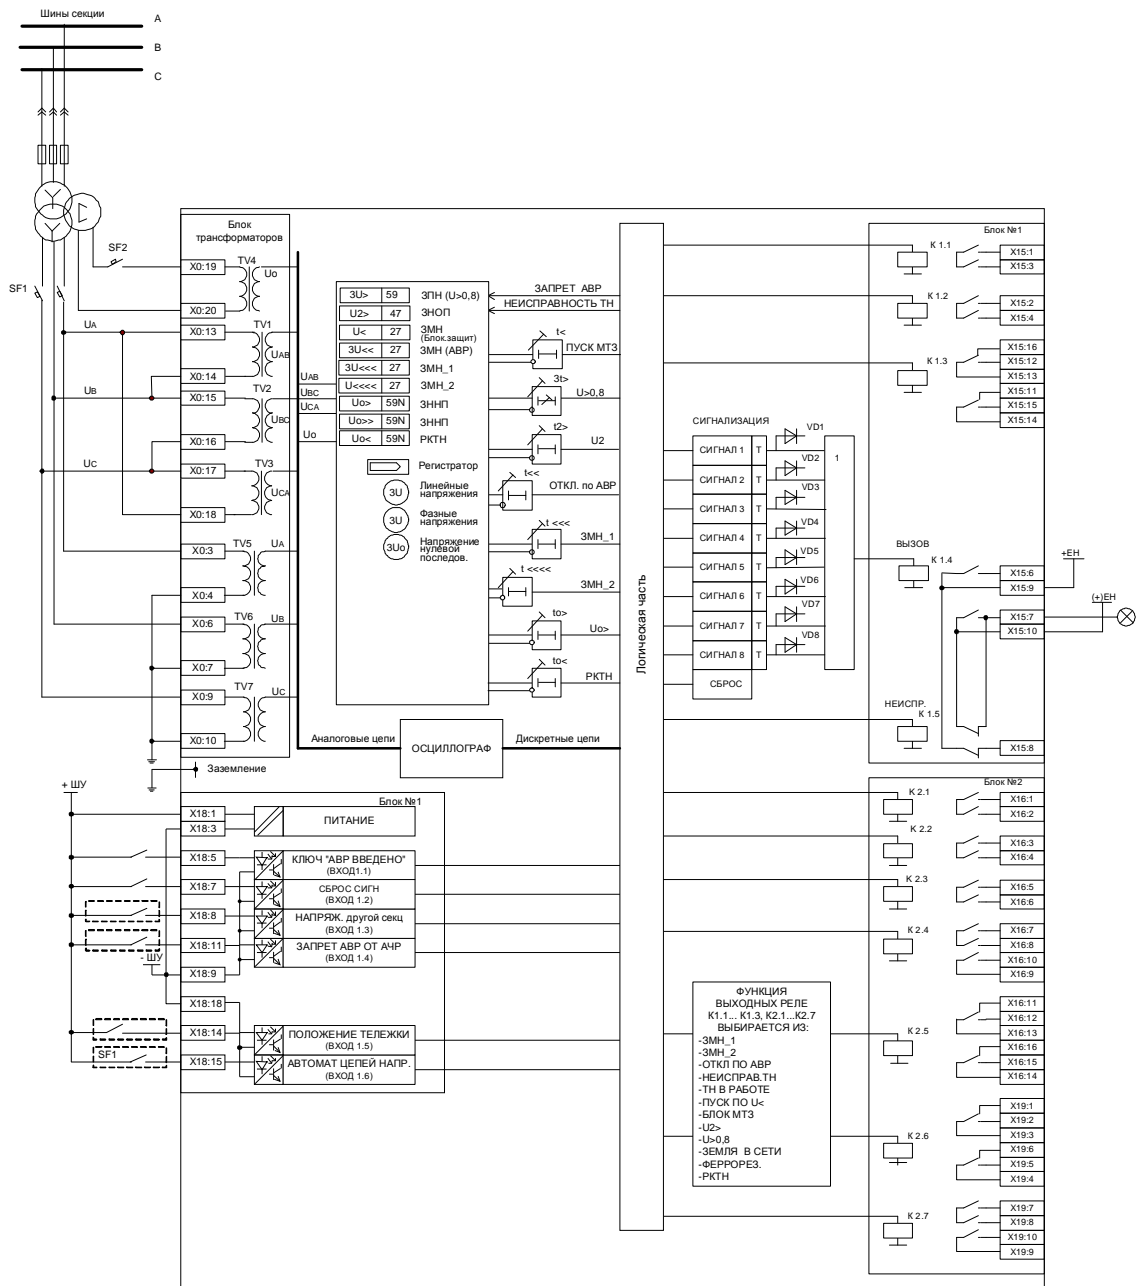 Шины секции
A
B
C
SF2
SF1
Блок
трансформаторов
X0:19
TV4
Uo
X0:20
UA
X0:13
TV1
UAB
X0:14
UB
X0:15
TV2
UBC
X0:16
UC
X0:17
TV3
UCA
X0:18
X0:3
TV5
UA
X0:4
X0:6
TV6
UB
X0:7
X0:9
TV7
UC
X0:10
Заземление
UAB
UBC
UCA
Uo
3U> 59 ЗПН (U>0,8)
U2> 47 ЗНОП
U< 27 ЗМН
(Блок.защит)
3U<< 27 ЗМН (АВР)
3U<<< 27 ЗМН_1
U<<<< 27 ЗМН_2
Uo> 59N ЗННП
Uo>> 59N ЗННП
Uo< 59N РКТН
Регистратор
3U Линейные
напряжения
3U Фазные
напряжения
3Uo Напряжение
нулевой
последов.
ЗАПРЕТ АВР
НЕИСПРАВНОСТЬ ТН
t<
ПУСК МТЗ
3t>
U>0,8
t2>
U2
t<<
ОТКЛ. по АВР
t <<<
ЗМН_1
t <<<<
ЗМН_2
to>
Uo>
to<
РКТН
Аналоговые цепи
ОСЦИЛЛОГРАФ
Дискретные цепи
Логическая часть
СИГНАЛИЗАЦИЯ
СИГНАЛ 1 T VD1
СИГНАЛ 2 T VD2
СИГНАЛ 3 T VD3
СИГНАЛ 4 T VD4
СИГНАЛ 5 T VD5
СИГНАЛ 6 T VD6
СИГНАЛ 7 T VD7
СИГНАЛ 8 T VD8
СБРОС
1
ВЫЗОВ
НЕИСПР.
Блок №1
К 1.1
X15:1
X15:3
К 1.2
X15:2
X15:4
К 1.3
X15:16
X15:12
X15:13
X15:11
X15:15
X15:14
К 1.4
X15:6
X15:9
+ЕН
X15:7
X15:10
(+)ЕН
К 1.5
X15:8
+ ШУ
Блок №1
X18:1
X18:3
ПИТАНИЕ
X18:5
КЛЮЧ "АВР ВВЕДЕНО"
(ВХОД1.1)
X18:7
СБРОС СИГН
(ВХОД 1.2)
X18:8
НАПРЯЖ. другой секц
(ВХОД 1.3)
X18:11
ЗАПРЕТ АВР ОТ АЧР
(ВХОД 1.4)
- ШУ
X18:9
X18:18
X18:14
ПОЛОЖЕНИЕ ТЕЛЕЖКИ
(ВХОД 1.5)
SF1
X18:15
АВТОМАТ ЦЕПЕЙ НАПР.
(ВХОД 1.6)
ФУНКЦИЯ
ВЫХОДНЫХ РЕЛЕ
К1.1... К1.3, К2.1...К2.7
ВЫБИРАЕТСЯ ИЗ:
-ЗМН_1
-ЗМН_2
-ОТКЛ ПО АВР
-НЕИСПРАВ.ТН
-ТН В РАБОТЕ
-ПУСК ПО U<
-БЛОК МТЗ
-U2>
-U>0,8
-ЗЕМЛЯ В СЕТИ
-ФЕРРОРЕЗ.
-РКТН
Блок №2
К 2.1
X16:1
X16:2
К 2.2
X16:3
X16:4
К 2.3
X16:5
X16:6
К 2.4
X16:7
X16:8
X16:10
X16:9
К 2.5
X16:11
X16:12
X16:13
X16:16
X16:15
X16:14
К 2.6
X19:1
X19:2
X19:3
X19:6
X19:5
X19:4
К 2.7
X19:7
X19:8
X19:10
X19:9